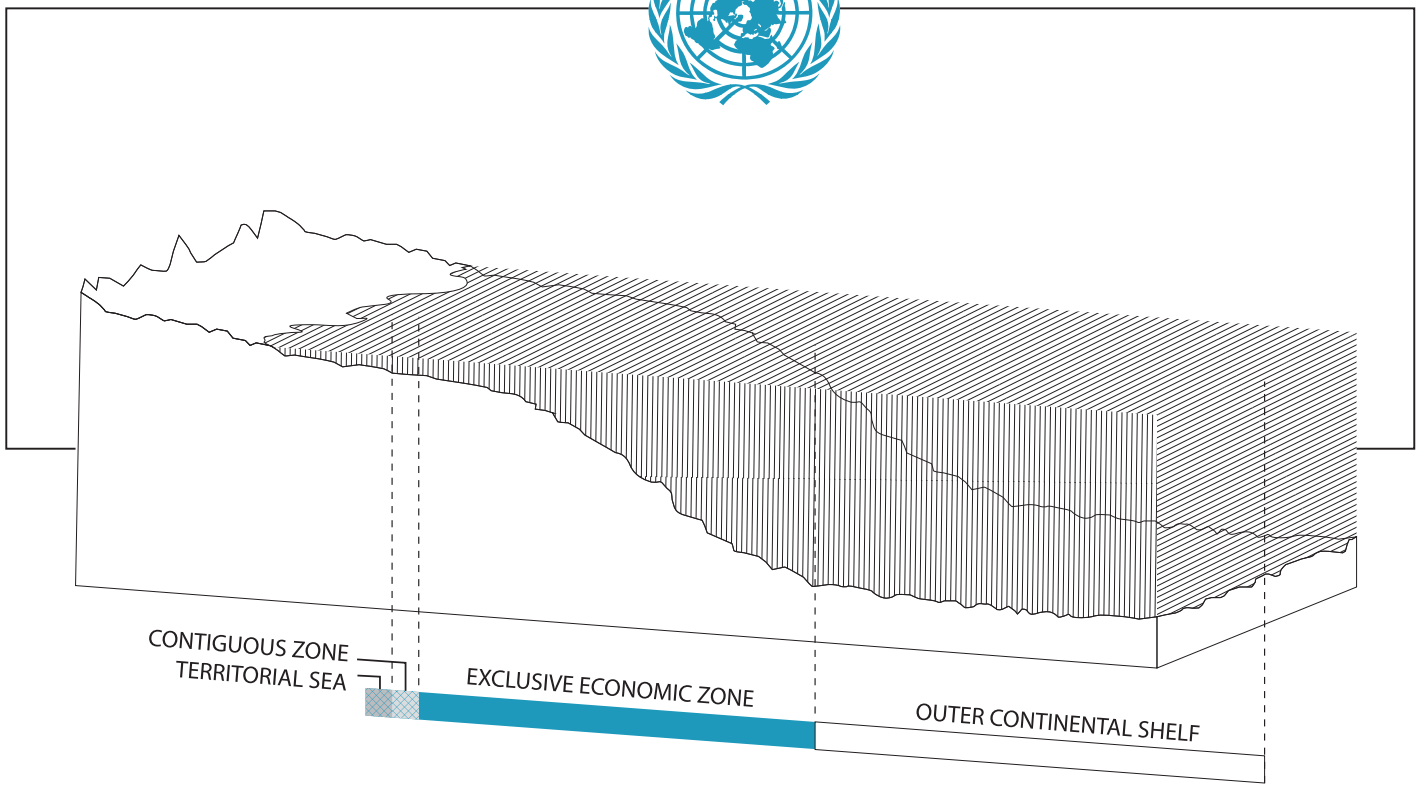 CONTIGUOUS ZONE
TERRITORIAL SEA
EXCLUSIVE ECONOMIC ZONE
OUTER CONTINENTAL SHELF